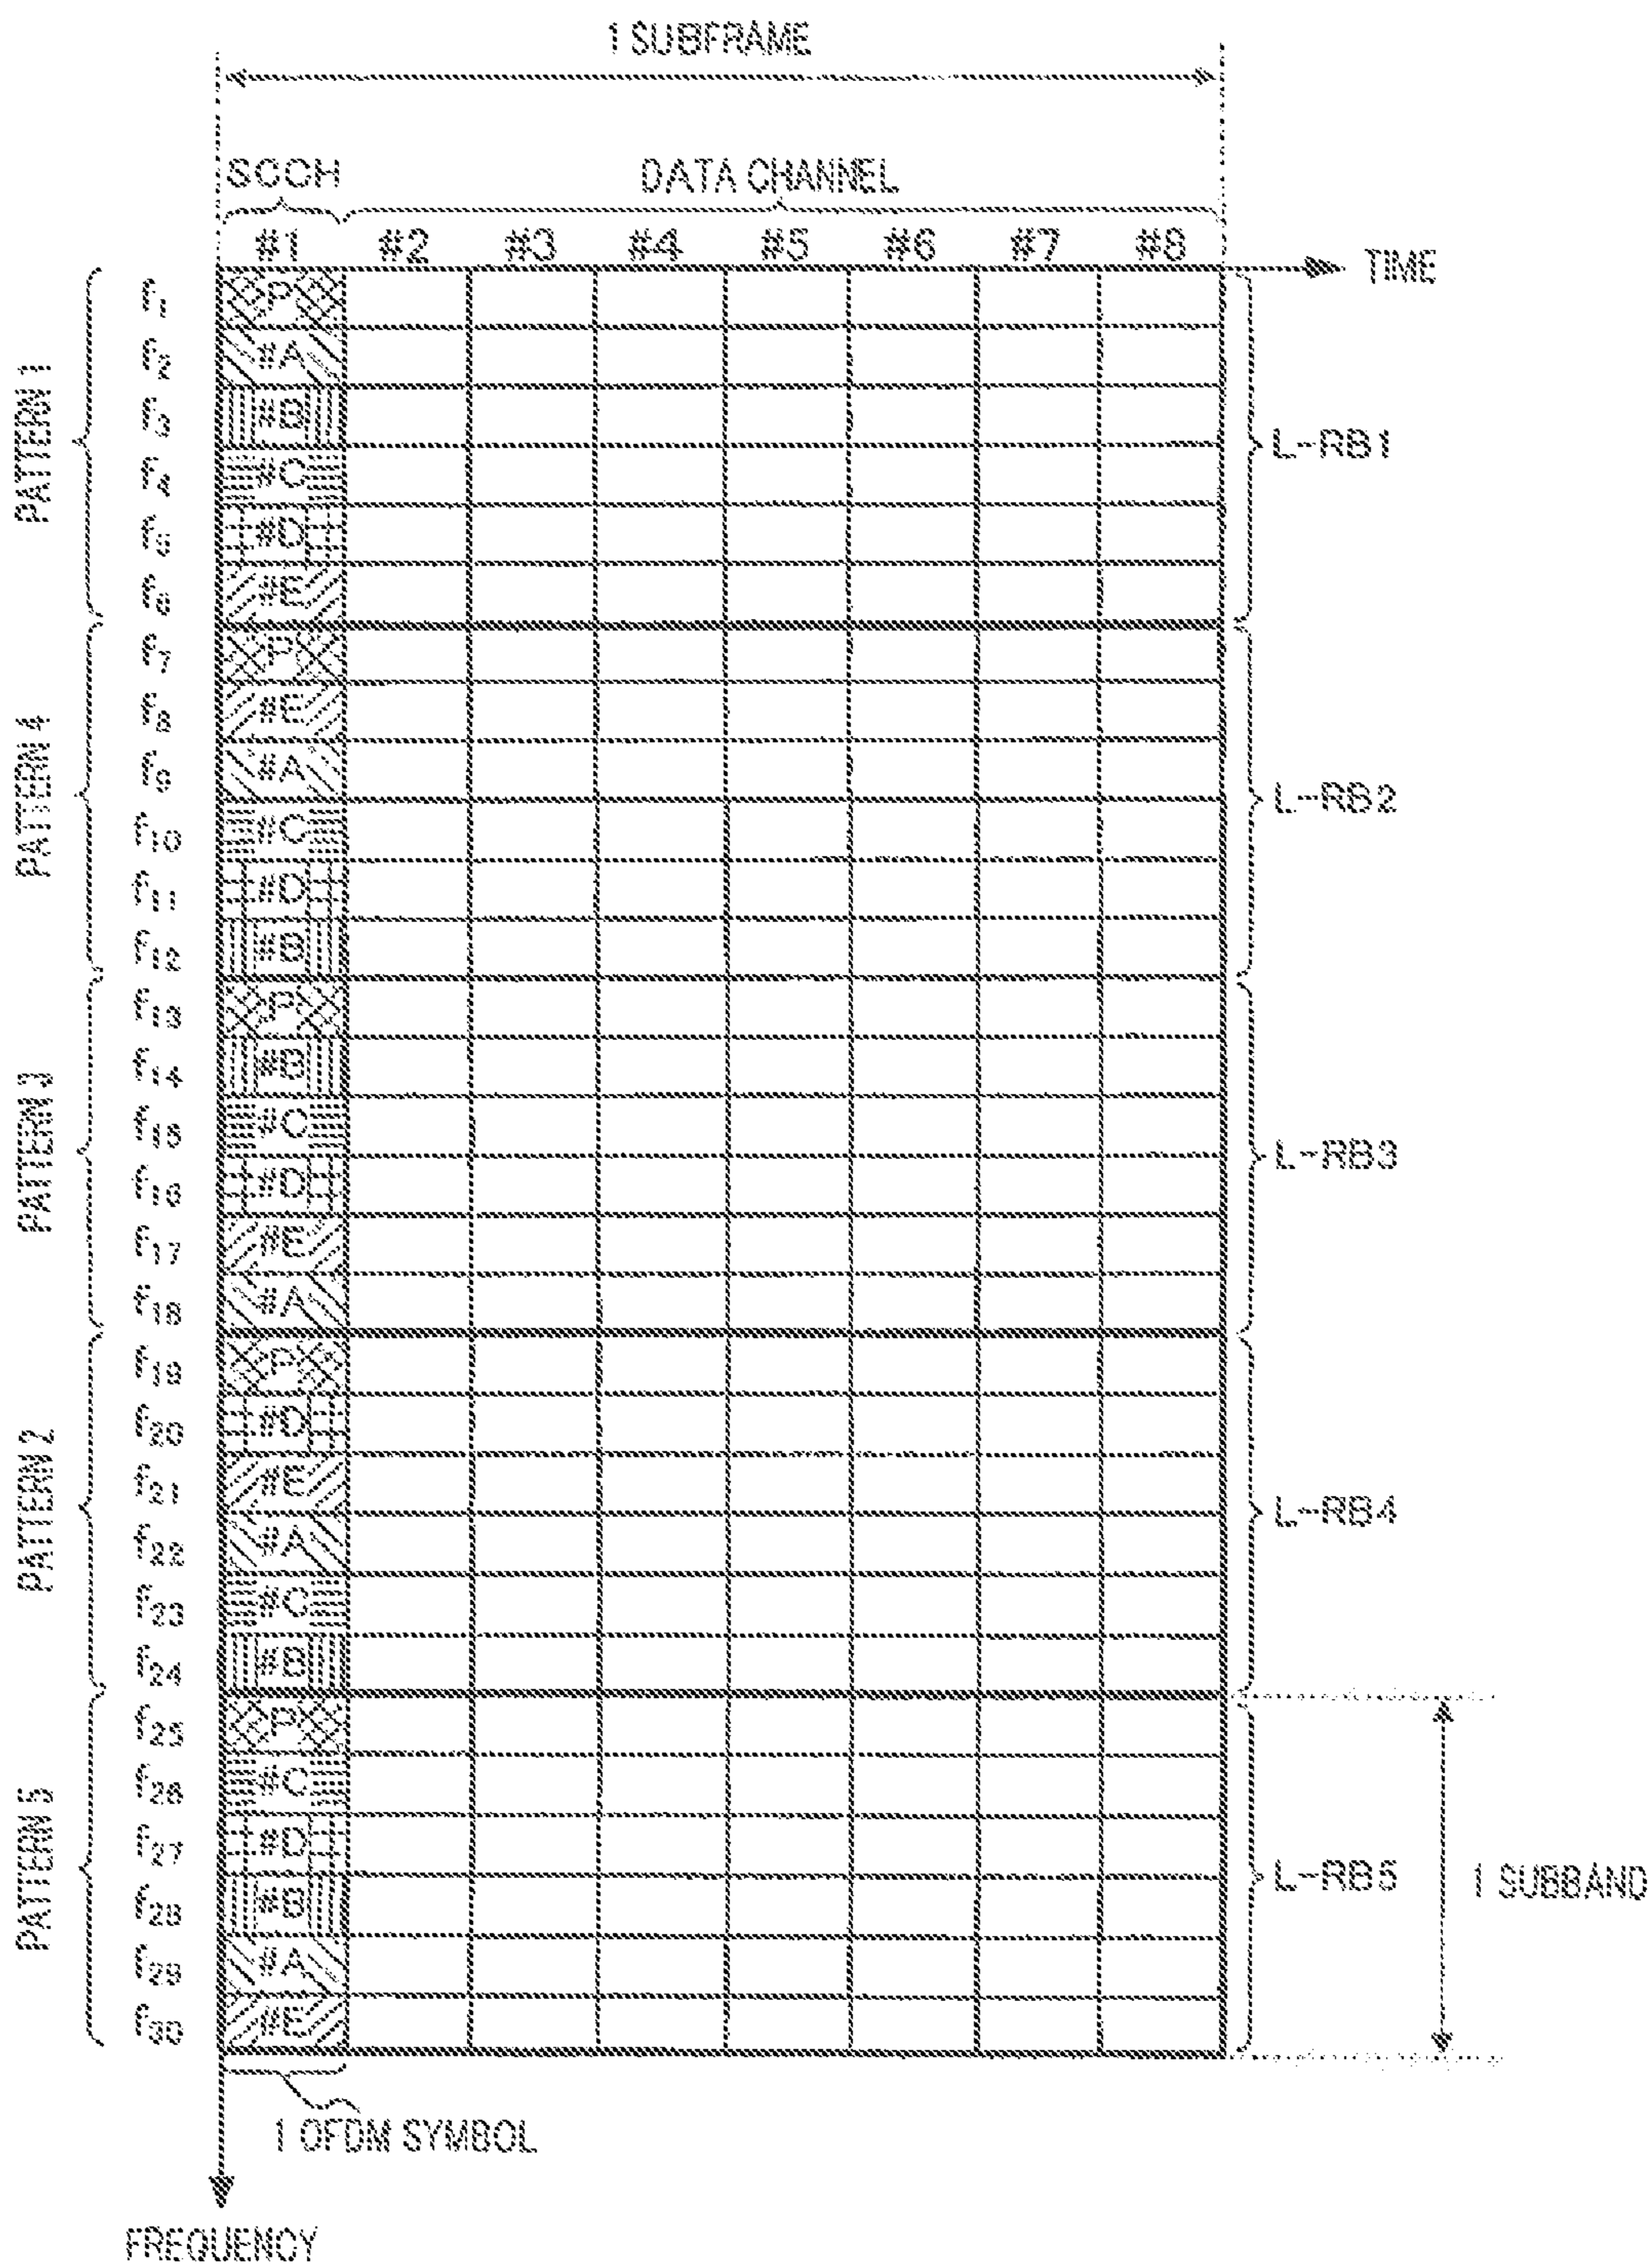 1 SUBFRAME
SCCH DATA CHANNEL
#1 #2 #3 #4 #5 #6 #7 #8 TIME
PATTERN 1
f1 P
f2 #A
f3 #B
f4 #C
f5 #D
f6 #E
L-RB1
PATTERN 4
f7 P
f8 #E
f9 #A
f10 #C
f11 #D
f12 #B
L-RB2
PATTERN 3
f13 P
f14 #B
f15 #C
f16 #D
f17 #E
f18 #A
L-RB3
PATTERN 2
f19 P
f20 #D
f21 #E
f22 #A
f23 #C
f24 #B
L-RB4
PATTERN 5
f25 P
f26 #C
f27 #D
f28 #B
f29 #A
f30 #E
L-RB5
1 SUBBAND
1 OFDM SYMBOL
FREQUENCY